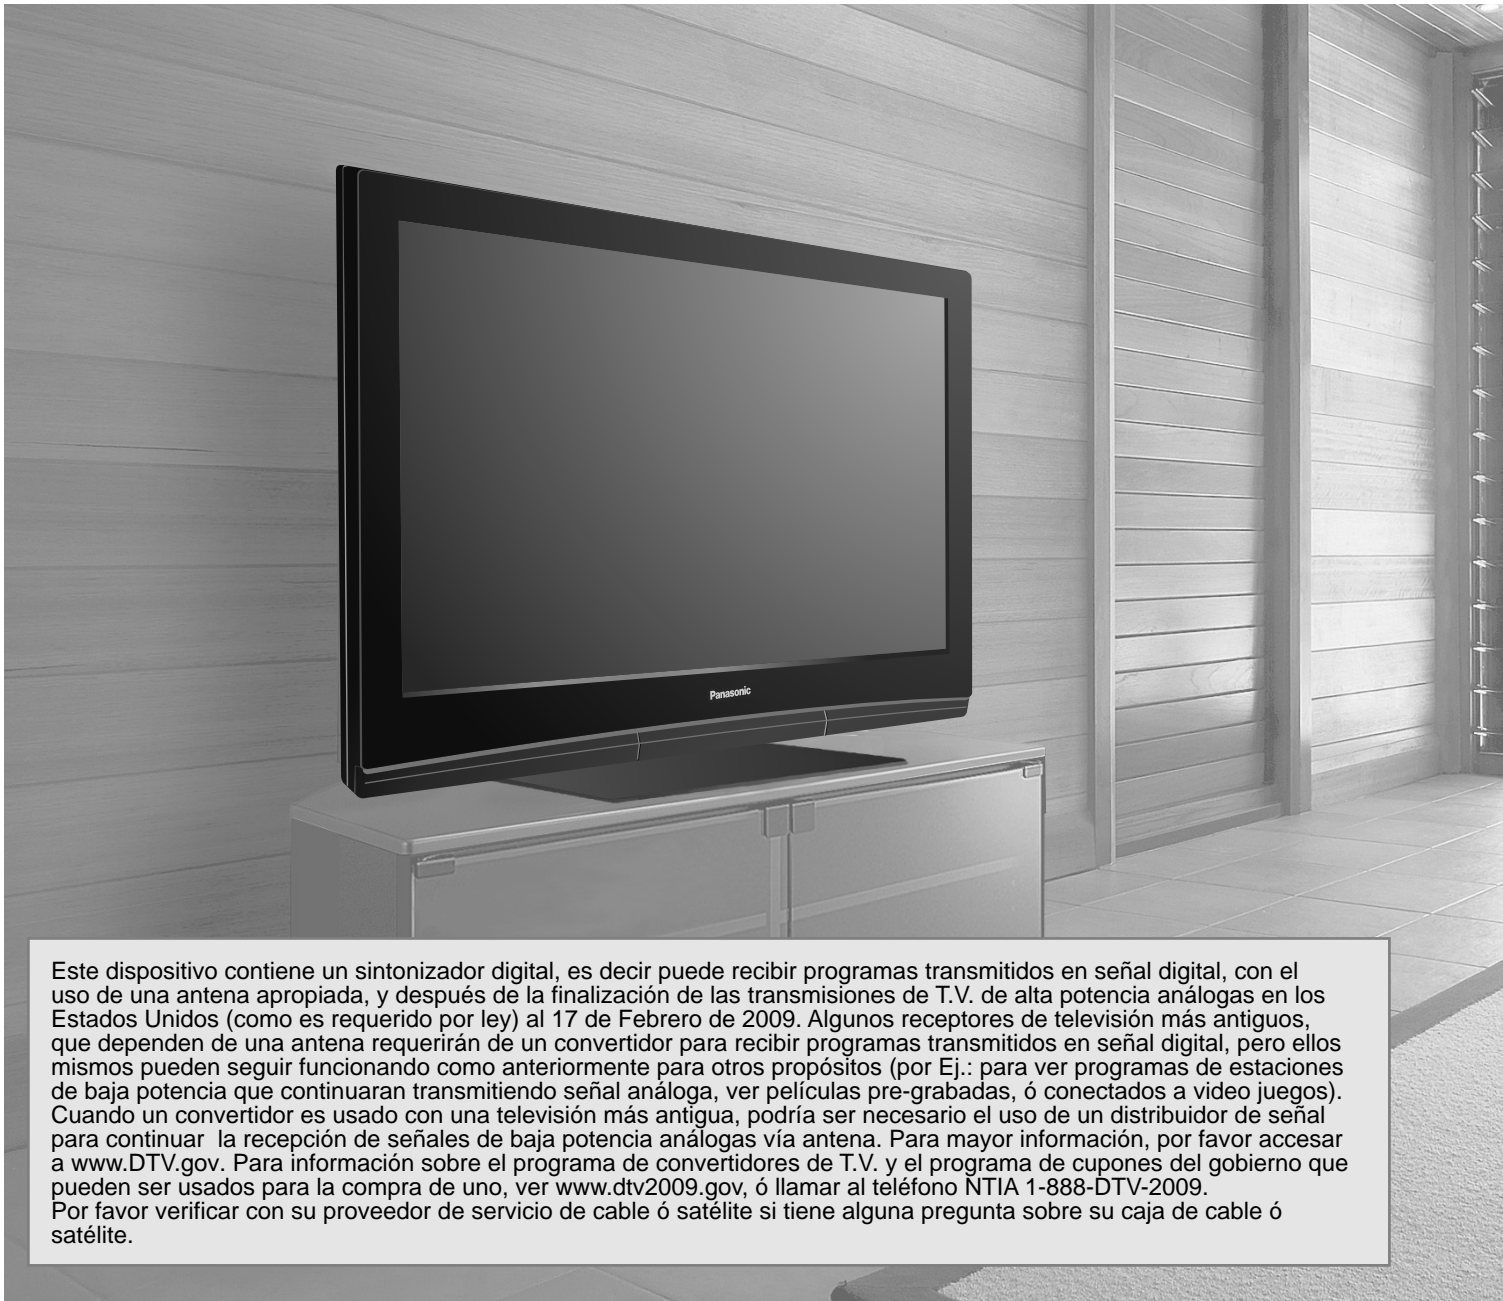 Panasonic
Este dispositivo contiene un sintonizador digital, es decir puede recibir programas transmitidos en señal digital, con el
uso de una antena apropiada, y después de la finalización de las transmisiones de T.V. de alta potencia análogas en los
Estados Unidos (como es requerido por ley) al 17 de Febrero de 2009. Algunos receptores de televisión más antiguos,
que dependen de una antena requerirán de un convertidor para recibir programas transmitidos en señal digital, pero ellos
mismos pueden seguir funcionando como anteriormente para otros propósitos (por Ej.: para ver programas de estaciones
de baja potencia que continuaran transmitiendo señal análoga, ver películas pre-grabadas, ó conectados a video juegos).
Cuando un convertidor es usado con una televisión más antigua, podría ser necesario el uso de un distribuidor de señal
para continuar  la recepción de señales de baja potencia análogas vía antena. Para mayor información, por favor accesar
a www.DTV.gov. Para información sobre el programa de convertidores de T.V. y el programa de cupones del gobierno que
pueden ser usados para la compra de uno, ver www.dtv2009.gov, ó llamar al teléfono NTIA 1-888-DTV-2009.
Por favor verificar con su proveedor de servicio de cable ó satélite si tiene alguna pregunta sobre su caja de cable ó
satélite.